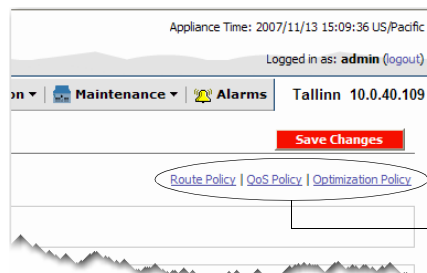 Appliance Time: 2007/11/13 15:09:36 US/Pacific
Logged in as: admin (logout)
on ▾ | Maintenance ▾ | Alarms Tallinn 10.0.40.109
Save Changes
Route Policy | QoS Policy | Optimization Policy